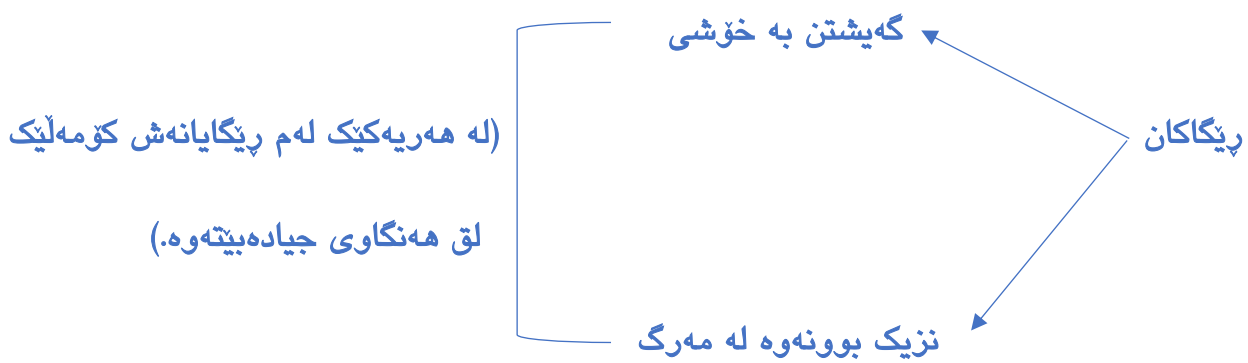 گەیشتن بە خۆشی
ڕێگاکان
(لە هەریەکێک لەم ڕێگایانەش کۆمەڵێک
لق هەنگاوی جیادەبێتەوە.)
نزیک بوونەوە لە مەرگ